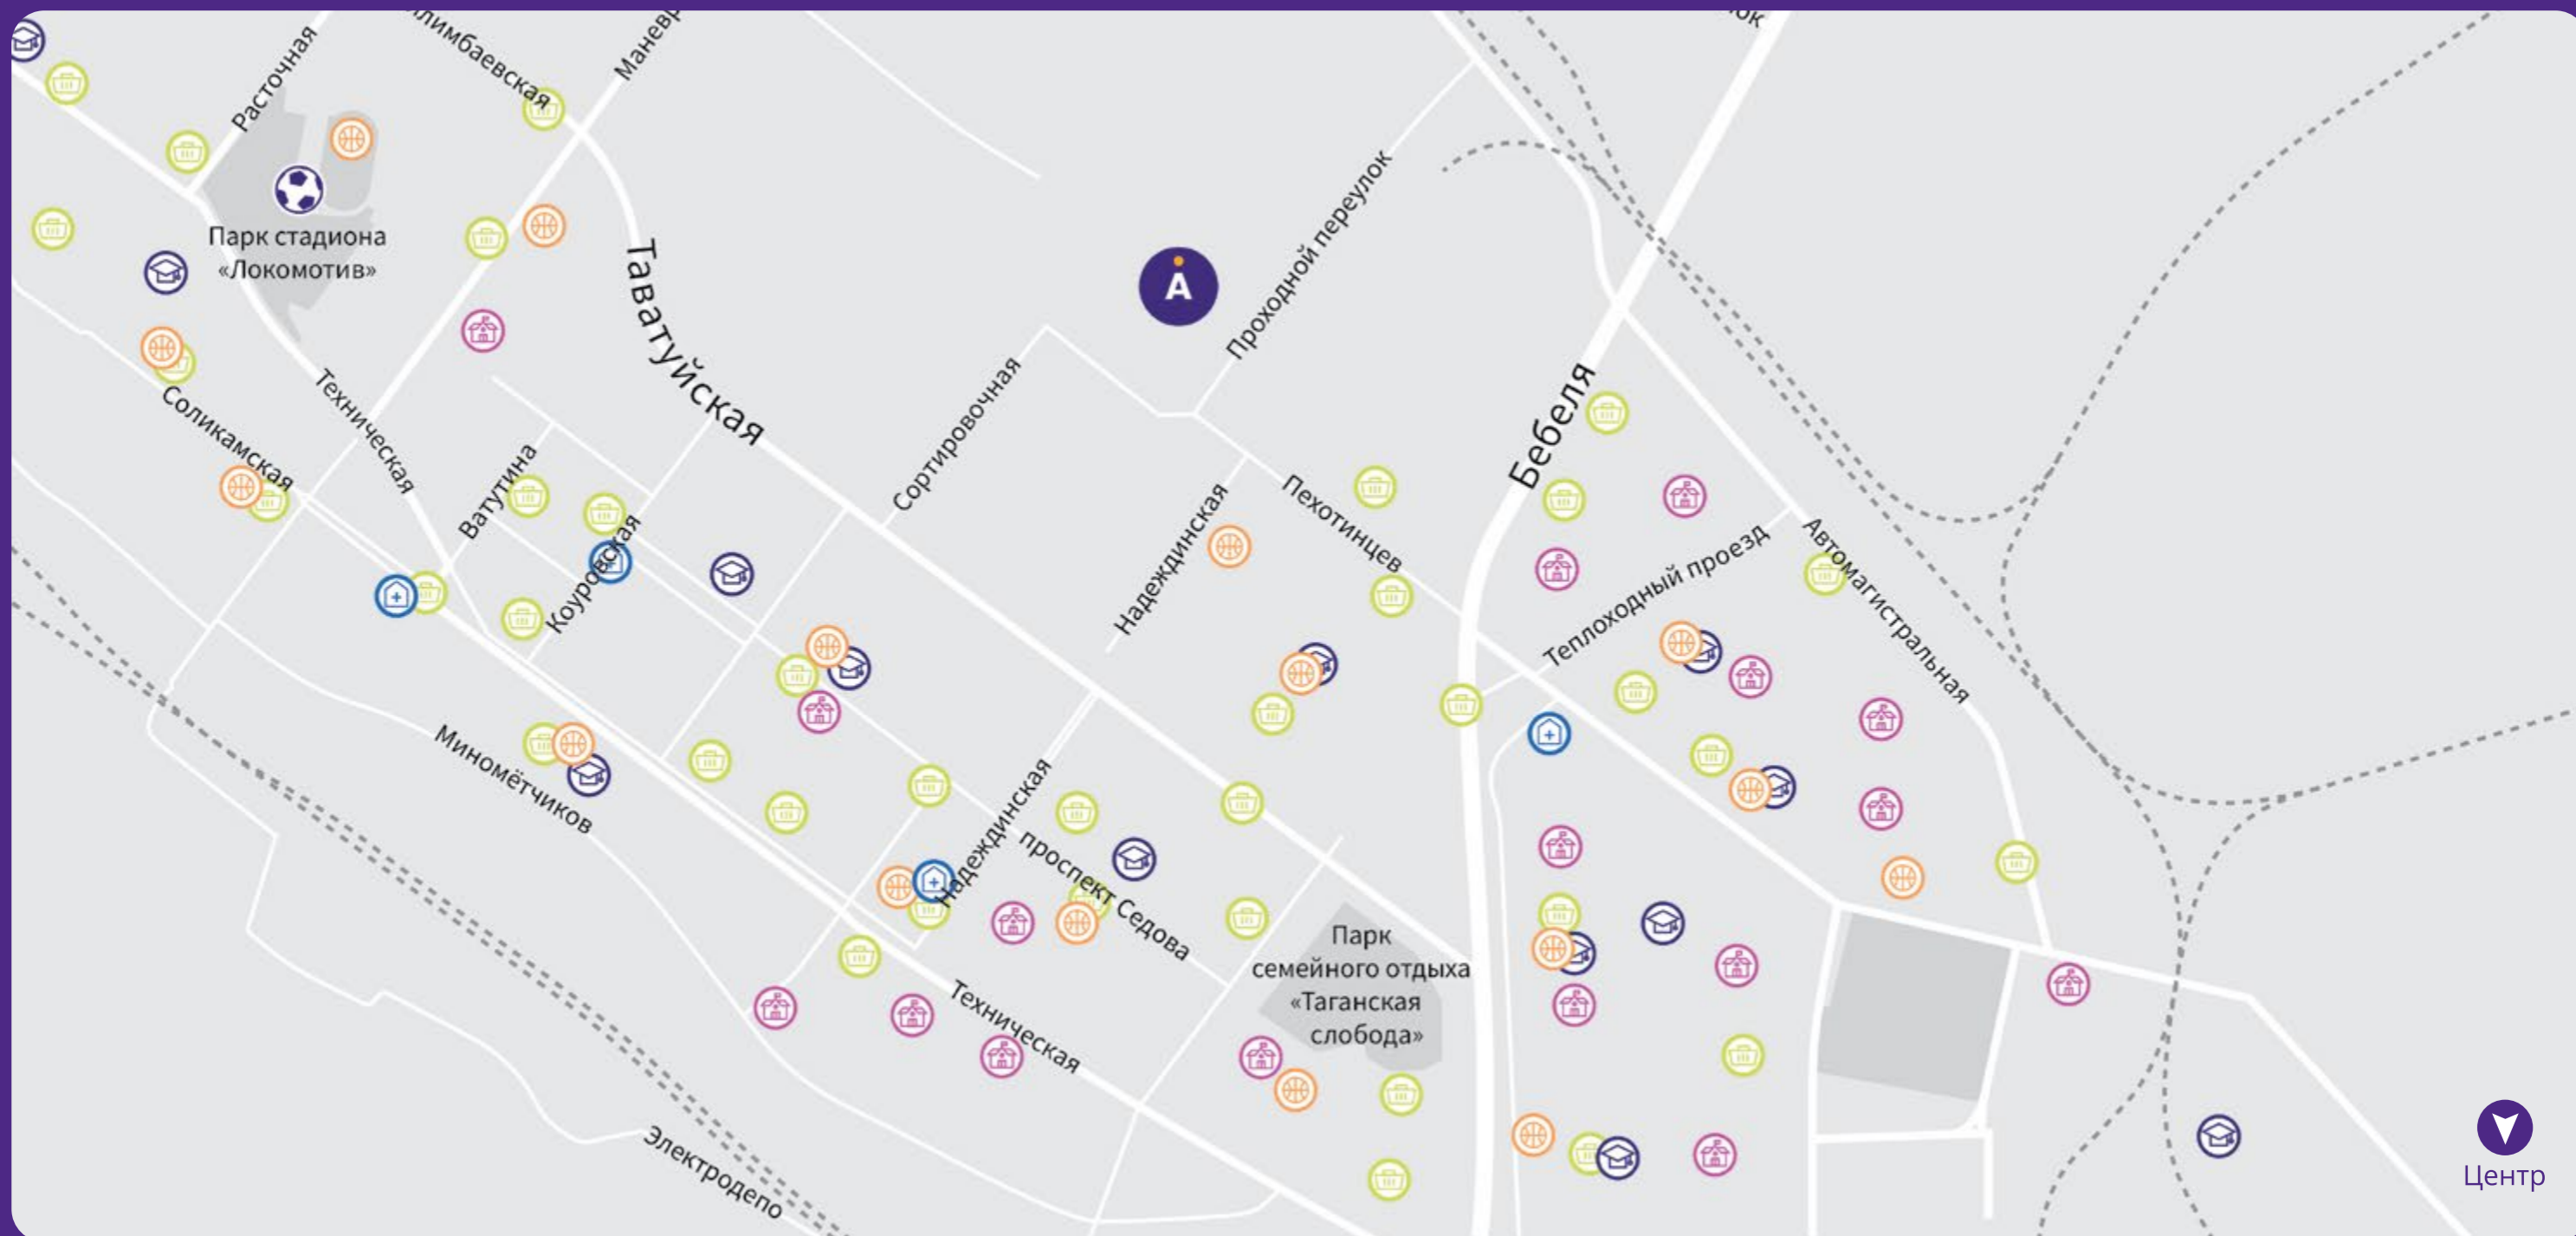 Расточная
Маневр
Парк стадиона
«Локомотив»
Таватуйская
А
Проходной переулок
Соликамская
Техническая
Ватутина
Коуровская
Сортировочная
Надеждинская
Пехотинцев
Бебеля
Теплоходный проезд
Автомагистральная
Миномётчиков
Надеждинская
проспект Седова
Парк
семейного отдыха
«Таганская
слобода»
Техническая
Электродепо
Центр